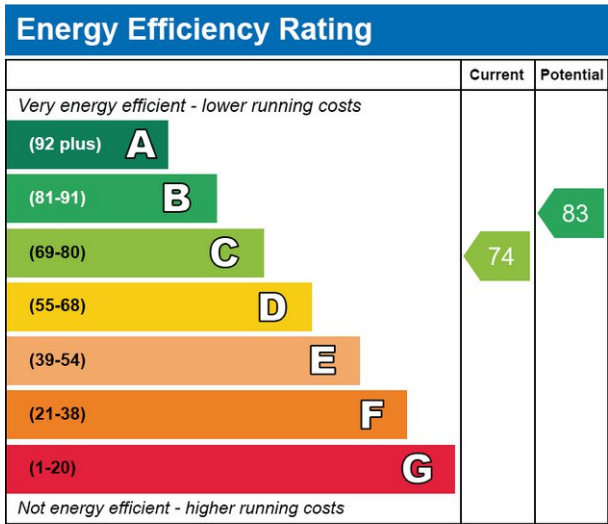 Energy Efficiency Rating
Current Potential
Very energy efficient - lower running costs
(92 plus) A
(81-91) B
83
(69-80) C
74
(55-68) D
(39-54) E
(21-38) F
(1-20) G
Not energy efficient - higher running costs